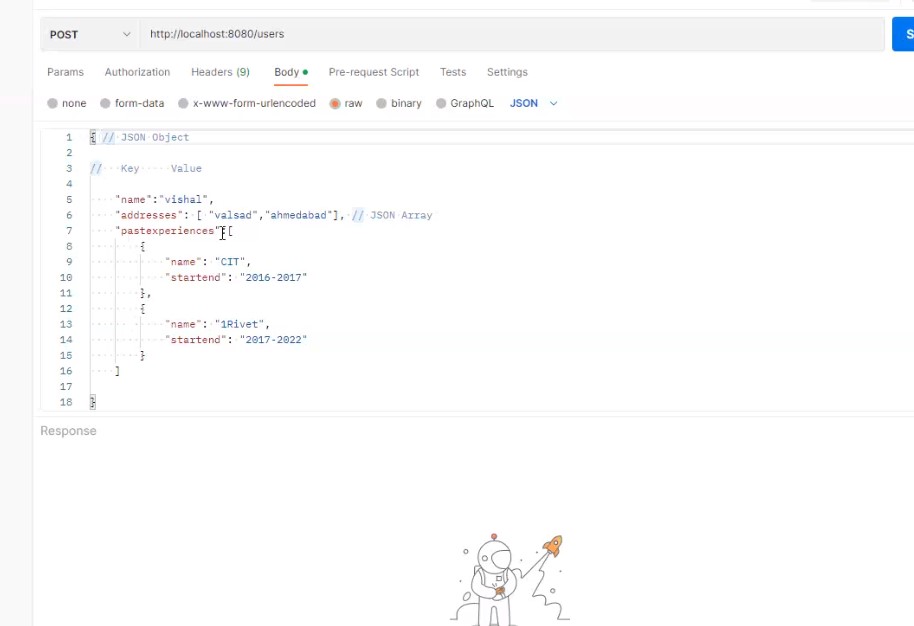 POST http://localhost:8080/users
Params Authorization Headers (9) Body Pre-request Script Tests Settings
none form-data x-www-form-urlencoded raw binary GraphQL JSON
1 { // JSON Object
2
3 // Key Value
4
5 "name":"vishal",
6 "addresses": [ "valsad","ahmedabad"], // JSON Array
7 "pastexperiences":[
8 {
9 "name": "CIT",
10 "startend": "2016-2017"
11 },
12 {
13 "name": "1Rivet",
14 "startend": "2017-2022"
15 }
16 ]
17
18 }
Response